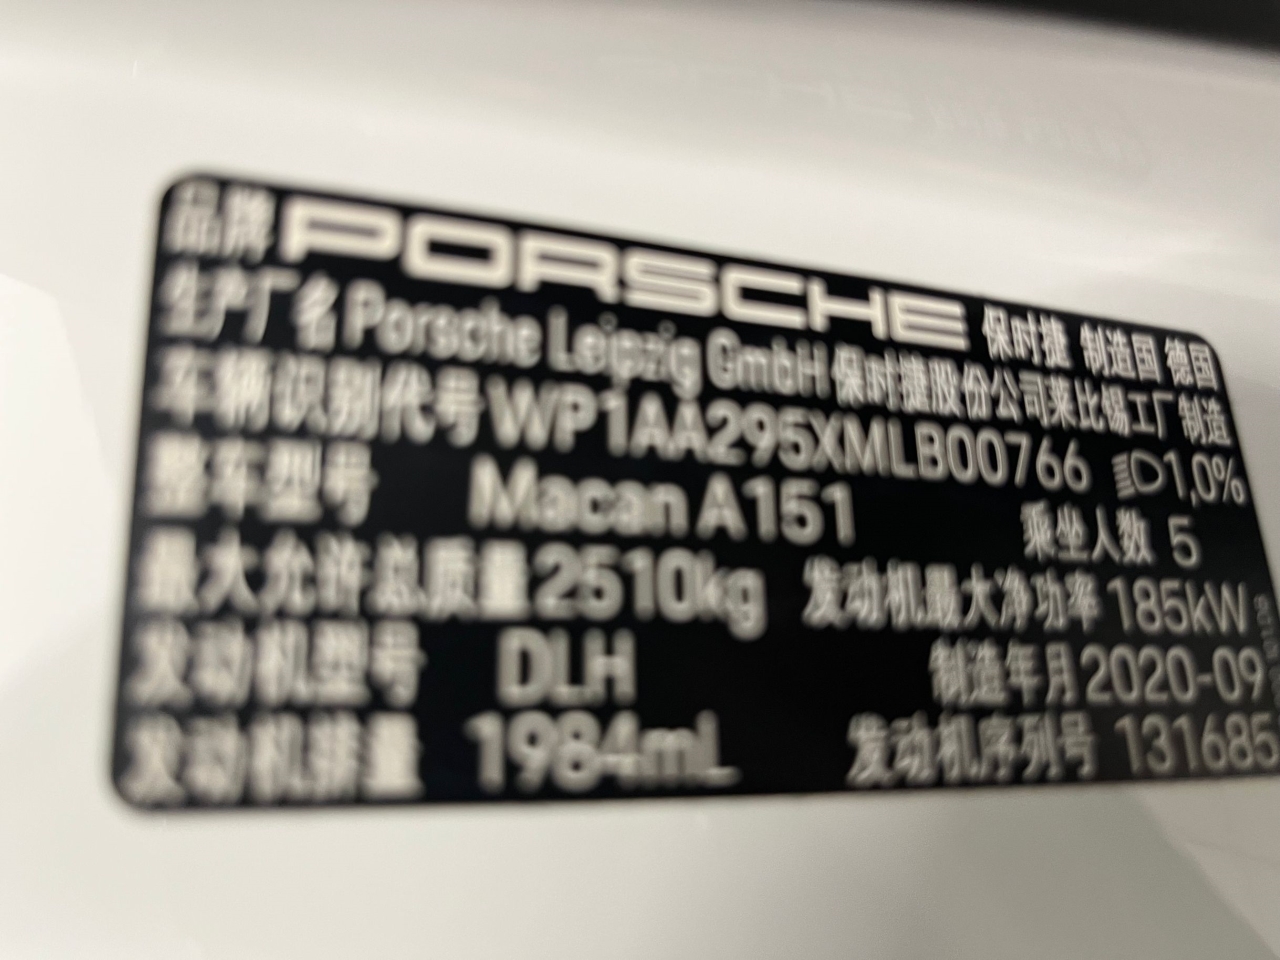 品牌 PORSCHE 保时捷 制造国 德国
生产厂名 Porsche Leipzig GmbH 保时捷股份公司莱比锡工厂制造
车辆识别代号 WP1AA295XMLB00766 1,0%
整车型号 Macan A151 乘坐人数 5
最大允许总质量 2510kg 发动机最大净功率 185kW
发动机型号 DLH 制造年月 2020-09
发动机排量 1984mL 发动机序列号 131685